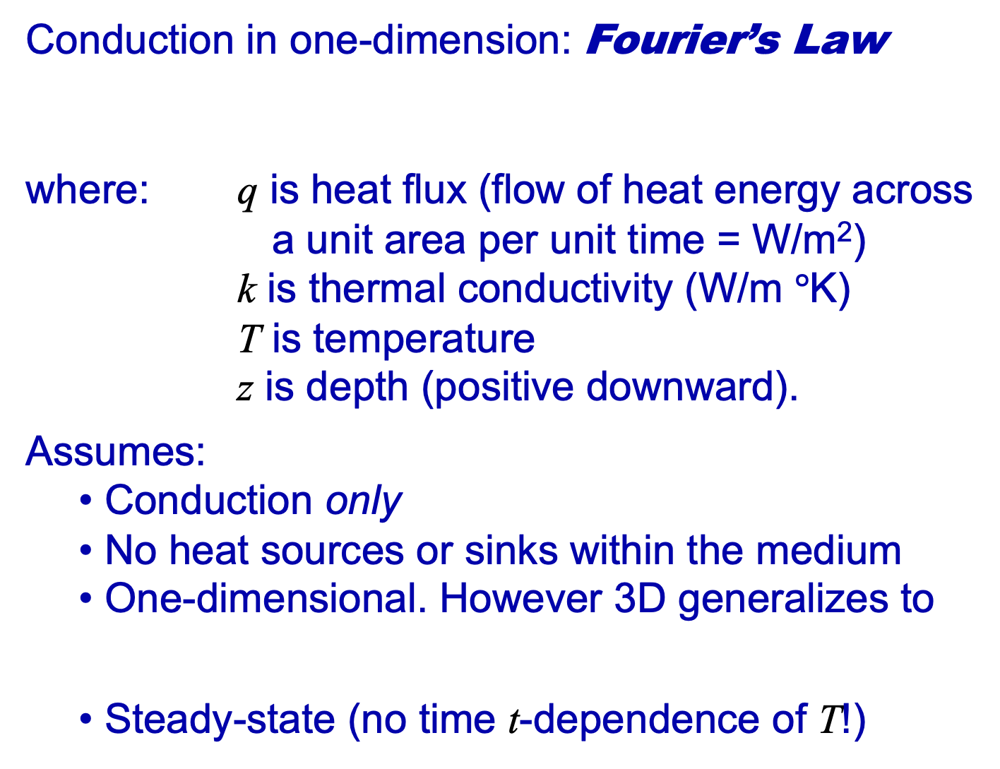 Conduction in one-dimension: Fourier’s Law
where: q is heat flux (flow of heat energy across
a unit area per unit time = W/m²)
k is thermal conductivity (W/m °K)
T is temperature
z is depth (positive downward).
Assumes:
• Conduction only
• No heat sources or sinks within the medium
• One-dimensional. However 3D generalizes to
• Steady-state (no time t-dependence of T!)